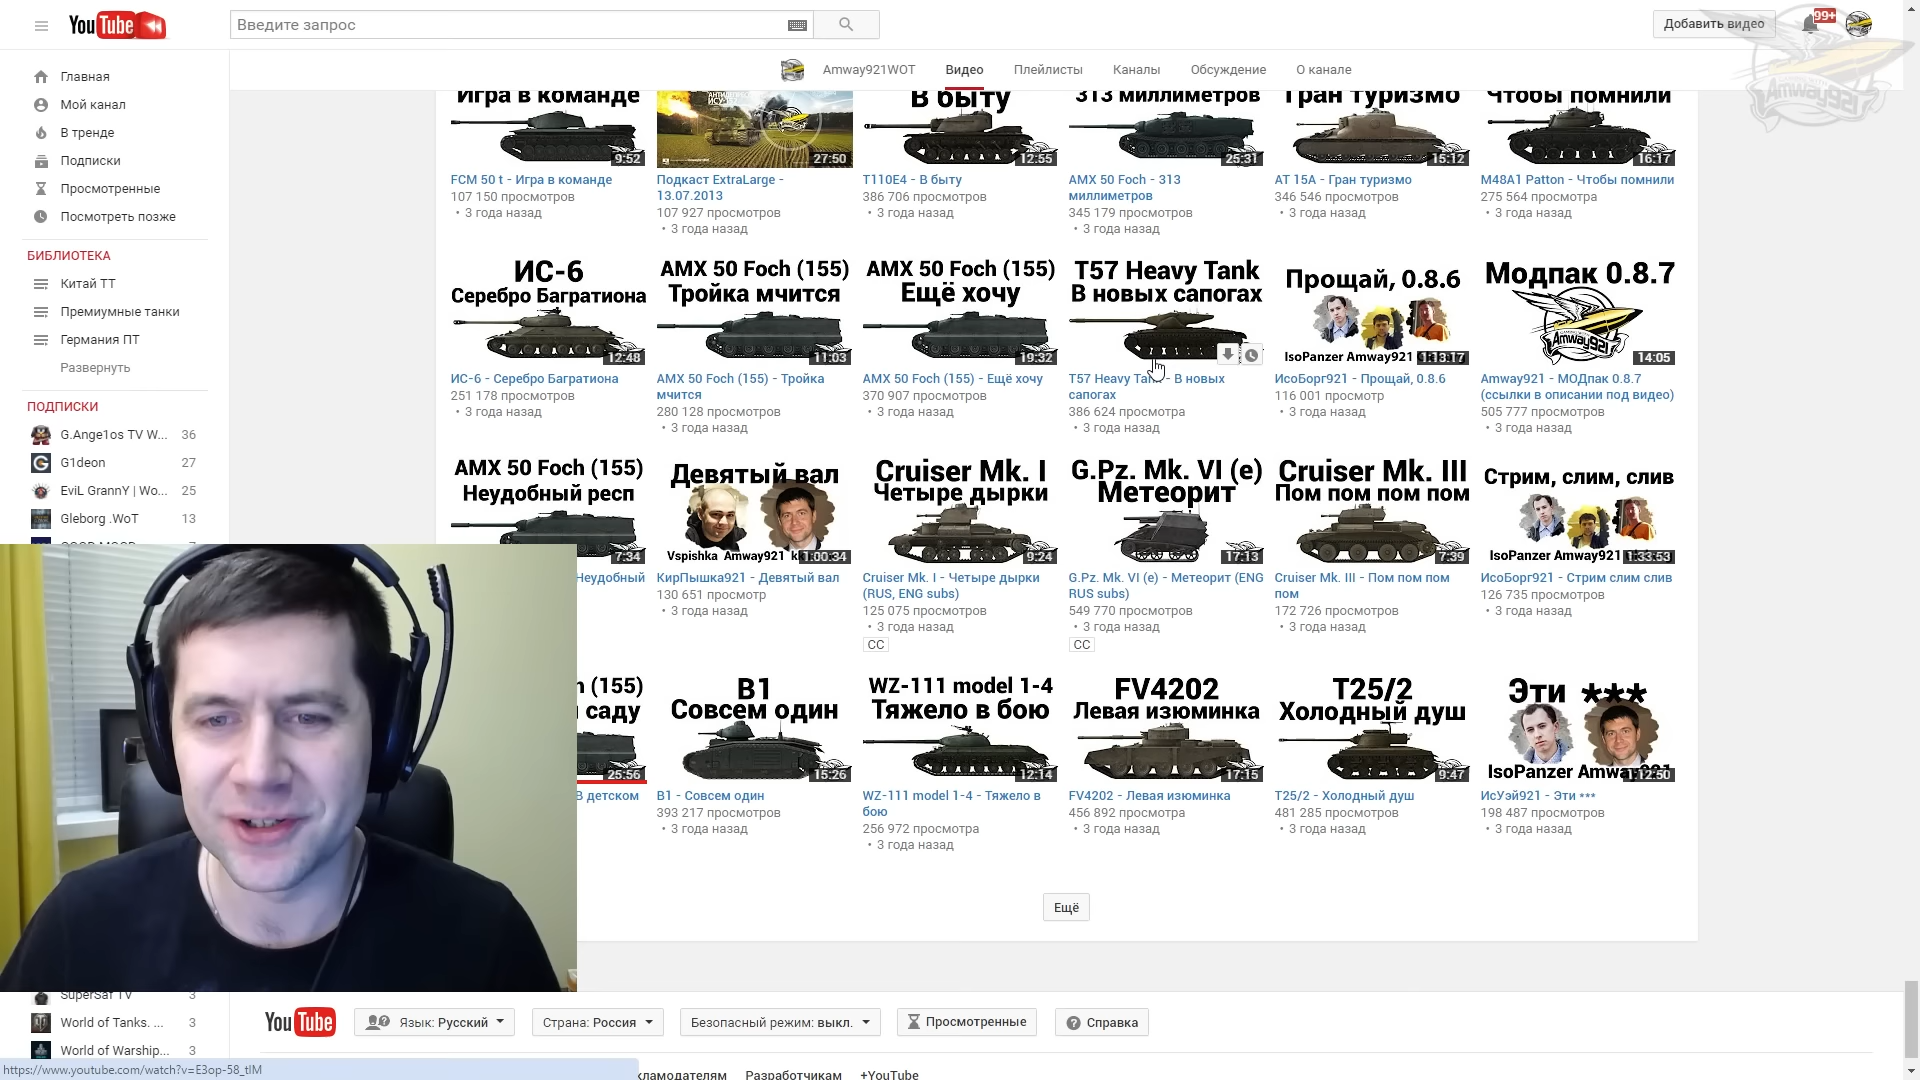 YouTube
Введите запрос
Добавить видео
99+
Amway921
Amway921WOT
Видео
Плейлисты
Каналы
Обсуждение
О канале
Главная
Мой канал
В тренде
Подписки
Просмотренные
Посмотреть позже
БИБЛИОТЕКА
Китай ТТ
Премиумные танки
Германия ПТ
Развернуть
ПОДПИСКИ
G.Ange1os TV W... 36
G1deon 27
EviL GrannY | Wo... 25
Gleborg .WoT 13
SuperSaf TV 3
World of Tanks. ... 3
World of Warship... 3
Игра в команде
9:52
FCM 50 t - Игра в команде
107 150 просмотров
• 3 года назад
27:50
Подкаст ExtraLarge -
13.07.2013
107 927 просмотров
• 3 года назад
В быту
12:55
T110E4 - В быту
386 706 просмотров
• 3 года назад
313 миллиметров
25:31
AMX 50 Foch - 313
миллиметров
345 179 просмотров
• 3 года назад
Гран туризмо
15:12
AT 15A - Гран туризмо
346 546 просмотров
• 3 года назад
Чтобы помнили
16:17
M48A1 Patton - Чтобы помнили
275 564 просмотра
• 3 года назад
ИС-6
Серебро Багратиона
12:48
ИС-6 - Серебро Багратиона
251 178 просмотров
• 3 года назад
AMX 50 Foch (155)
Тройка мчится
11:03
AMX 50 Foch (155) - Тройка
мчится
280 128 просмотров
• 3 года назад
AMX 50 Foch (155)
Ещё хочу
19:32
AMX 50 Foch (155) - Ещё хочу
370 907 просмотров
• 3 года назад
T57 Heavy Tank
В новых сапогах
T57 Heavy Tank - В новых
сапогах
386 624 просмотра
• 3 года назад
Прощай, 0.8.6
IsoPanzer Amway921
1:13:17
ИсоБорг921 - Прощай, 0.8.6
116 001 просмотр
• 3 года назад
Модпак 0.8.7
Amway921
14:05
Amway921 - МОДпак 0.8.7
(ссылки в описании под видео)
505 777 просмотров
• 3 года назад
AMX 50 Foch (155)
Неудобный респ
7:34
Неудобный
Девятый вал
Vspishka Amway921
1:00:34
КирПышка921 - Девятый вал
130 651 просмотр
• 3 года назад
Cruiser Mk. I
Четыре дырки
9:24
Cruiser Mk. I - Четыре дырки
(RUS, ENG subs)
125 075 просмотров
• 3 года назад
CC
G.Pz. Mk. VI (e)
Метеорит
17:13
G.Pz. Mk. VI (e) - Метеорит (ENG
RUS subs)
549 770 просмотров
• 3 года назад
CC
Cruiser Mk. III
Пом пом пом пом
7:39
Cruiser Mk. III - Пом пом пом
пом
172 726 просмотров
• 3 года назад
Стрим, слим, слив
IsoPanzer Amway921
1:33:53
ИсоБорг921 - Стрим слим слив
126 735 просмотров
• 3 года назад
(155)
саду
25:56
В детском
B1
Совсем один
15:26
B1 - Совсем один
393 217 просмотров
• 3 года назад
WZ-111 model 1-4
Тяжело в бою
12:14
WZ-111 model 1-4 - Тяжело в
бою
256 972 просмотра
• 3 года назад
FV4202
Левая изюминка
17:15
FV4202 - Левая изюминка
456 892 просмотра
• 3 года назад
T25/2
Холодный душ
9:47
T25/2 - Холодный душ
481 285 просмотров
• 3 года назад
Эти ***
IsoPanzer Amway921
1:12:50
ИсУэй921 - Эти ***
198 487 просмотров
• 3 года назад
Ещё
YouTube
Язык: Русский
Страна: Россия
Безопасный режим: выкл.
Просмотренные
Справка
https://www.youtube.com/watch?v=E3op-58_tIM
кламодателям
Разработчикам
+YouTube